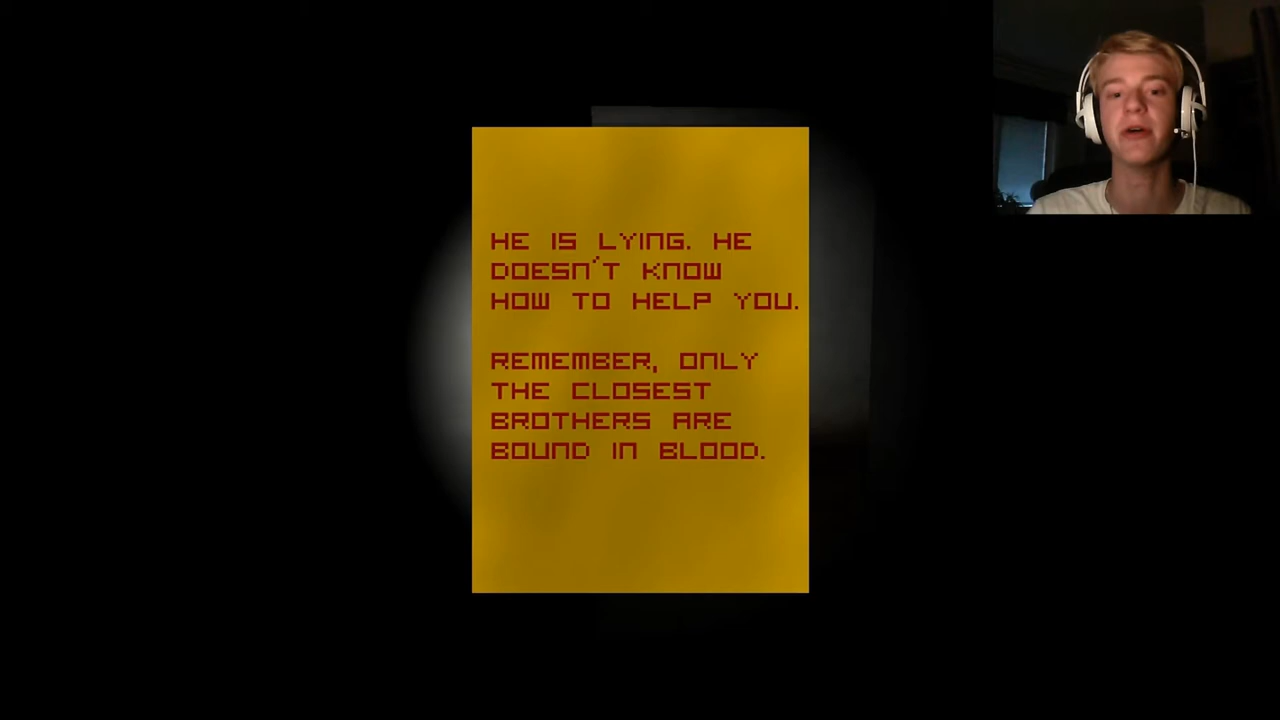 HE IS LYING. HE
DOESN'T KNOW
HOW TO HELP YOU.
REMEMBER, ONLY
THE CLOSEST
BROTHERS ARE
BOUND IN BLOOD.